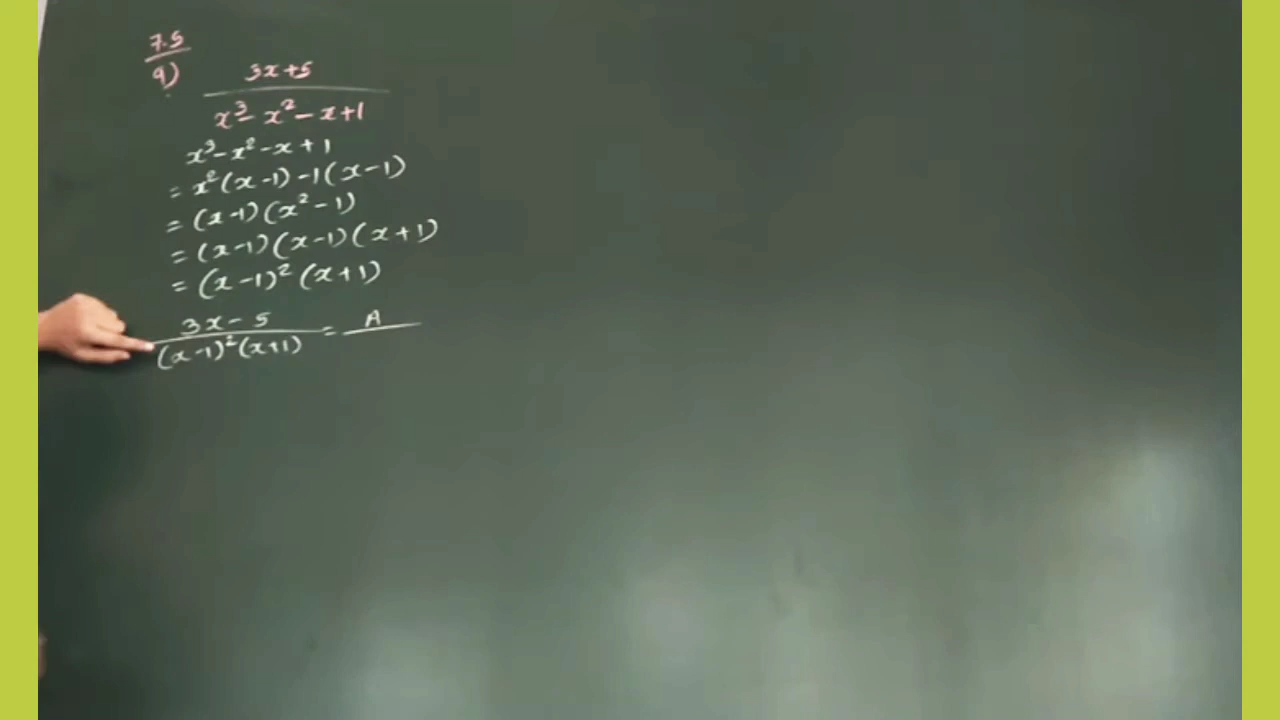 7.5
9)
3x+5
x³ - x² - x+1
x³ - x² - x + 1
= x²(x-1) -1(x-1)
= (x-1)(x² - 1)
= (x-1)(x-1)(x+1)
= (x-1)² (x+1)
3x - 5 = A
(x-1)²(x+1)